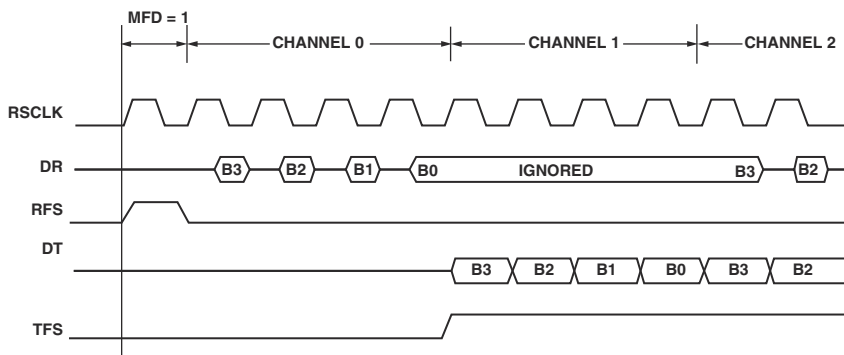 MFD = 1
CHANNEL 0 CHANNEL 1 CHANNEL 2
RSCLK
DR B3 B2 B1 B0 IGNORED B3 B2
RFS
DT
B3 B2 B1 B0 B3 B2
TFS